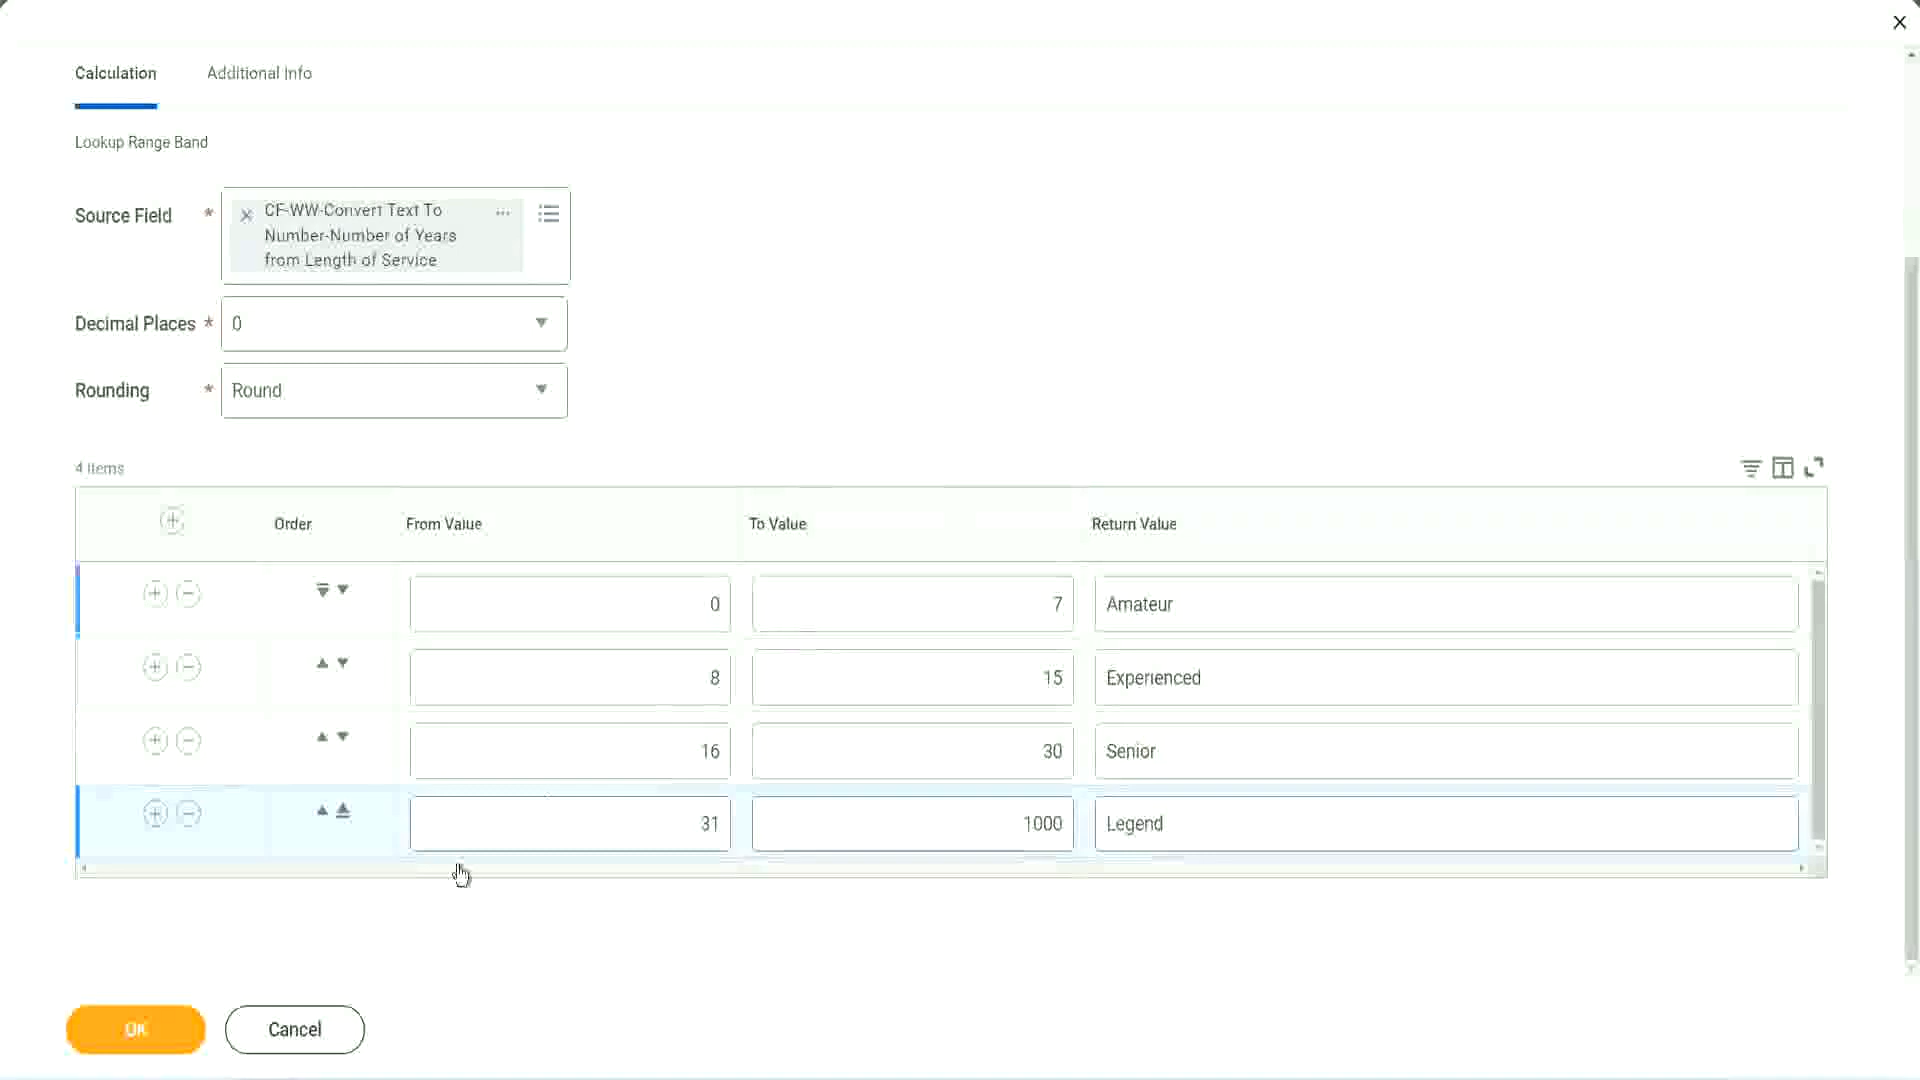 Calculation
Additional Info
Lookup Range Band
Source Field *
CF-WW-Convert Text To
Number-Number of Years
from Length of Service
Decimal Places * 0
Rounding * Round
4 items
Order From Value To Value Return Value
0 7 Amateur
8 15 Experienced
16 30 Senior
31 1000 Legend
OK Cancel